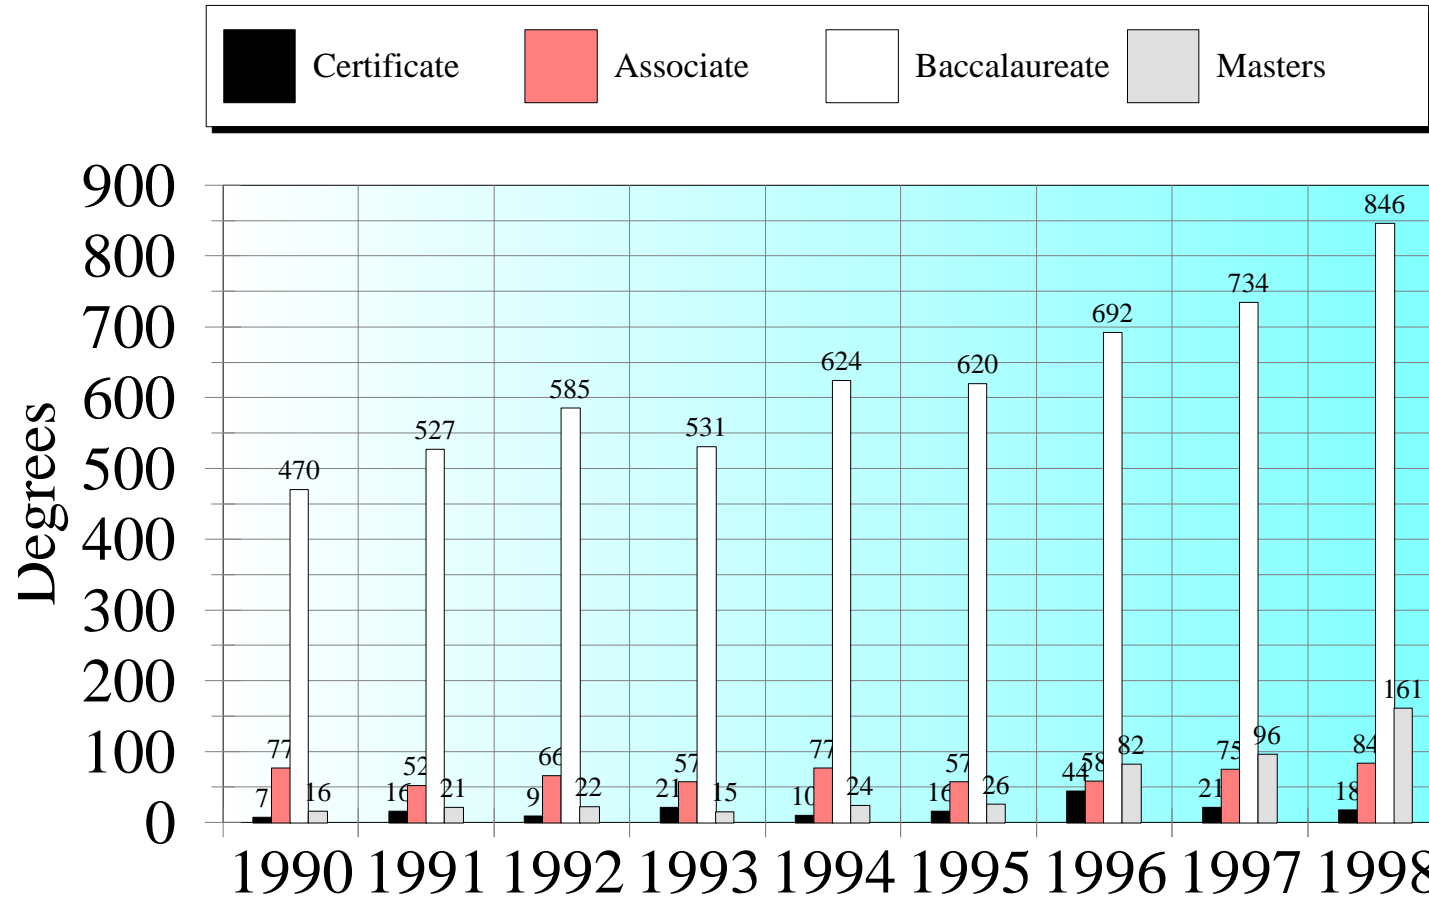 Certificate Associate Baccalaureate Masters
900
800
700
600
500
400
300
200
100
0
Degrees
7 77 470 16
16 52 527 21
9 66 585 22
21 57 531 15
10 77 624 24
16 57 620 26
44 58 692 82
21 75 734 96
18 84 846 161
1990 1991 1992 1993 1994 1995 1996 1997 1998